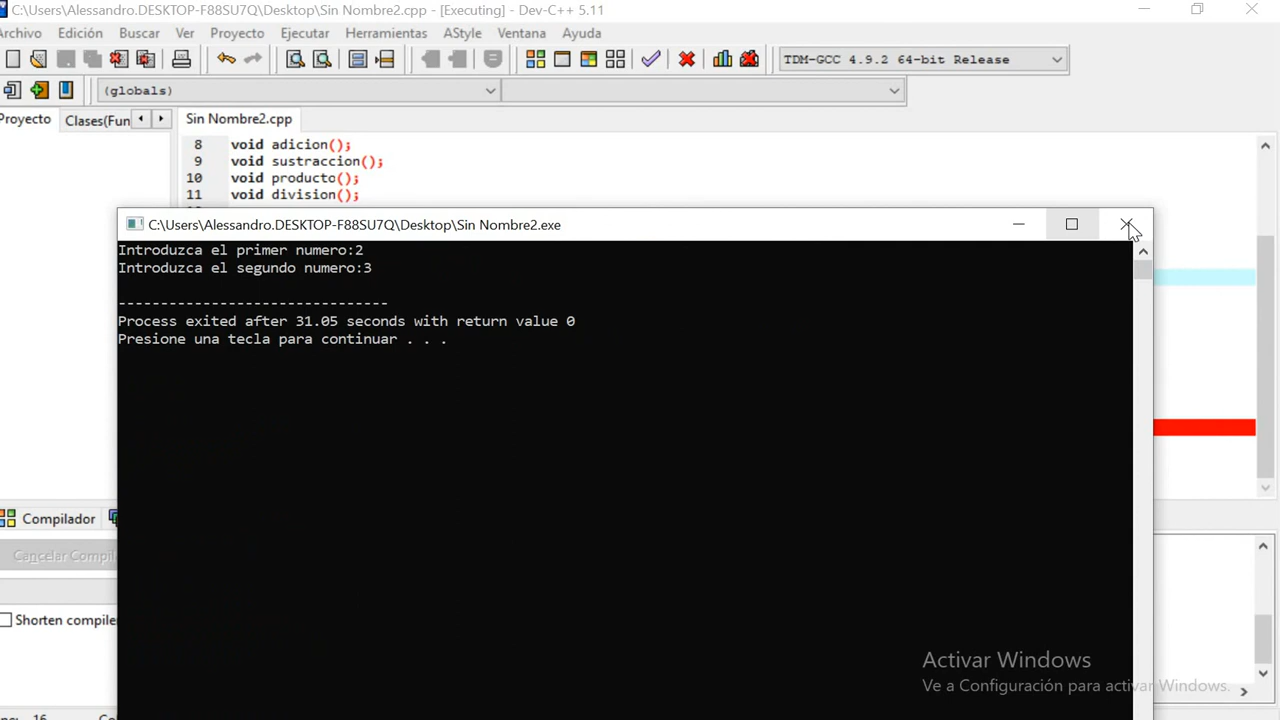 C:\Users\Alessandro.DESKTOP-F88SU7Q\Desktop\Sin Nombre2.cpp - [Executing] - Dev-C++ 5.11
Archivo Edición Buscar Ver Proyecto Ejecutar Herramientas AStyle Ventana Ayuda
TDM-GCC 4.9.2 64-bit Release
(globals)
Proyecto Clases(Fun Sin Nombre2.cpp
8 void adicion();
9 void sustraccion();
10 void producto();
11 void division();
C:\Users\Alessandro.DESKTOP-F88SU7Q\Desktop\Sin Nombre2.exe
Introduzca el primer numero:2
Introduzca el segundo numero:3
--------------------------------
Process exited after 31.05 seconds with return value 0
Presione una tecla para continuar . . .
Compilador
Cancelar Compil
Shorten compile
Activar Windows
Ve a Configuración para activar Windows.
16